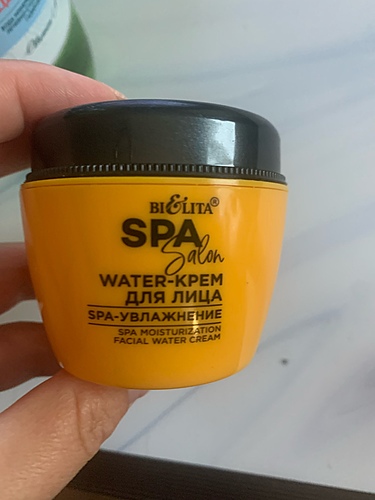 BIELITA®
SPA
Salon
WATER-КРЕМ
ДЛЯ ЛИЦА
SPA-УВЛАЖНЕНИЕ
SPA MOISTURIZATION
FACIAL WATER CREAM